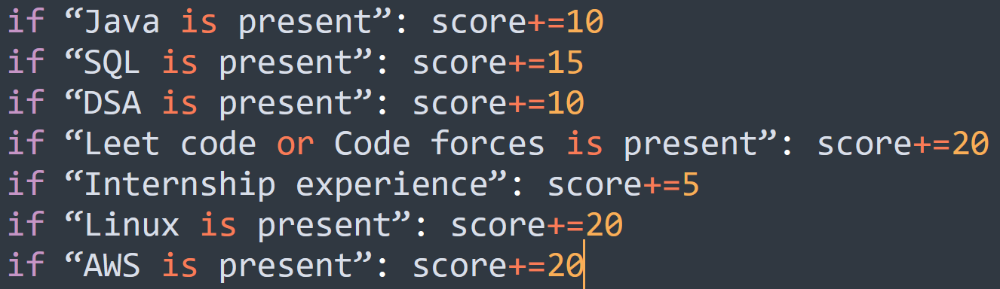 if “Java is present”: score+=10
if “SQL is present”: score+=15
if “DSA is present”: score+=10
if “Leet code or Code forces is present”: score+=20
if “Internship experience”: score+=5
if “Linux is present”: score+=20
if “AWS is present”: score+=20